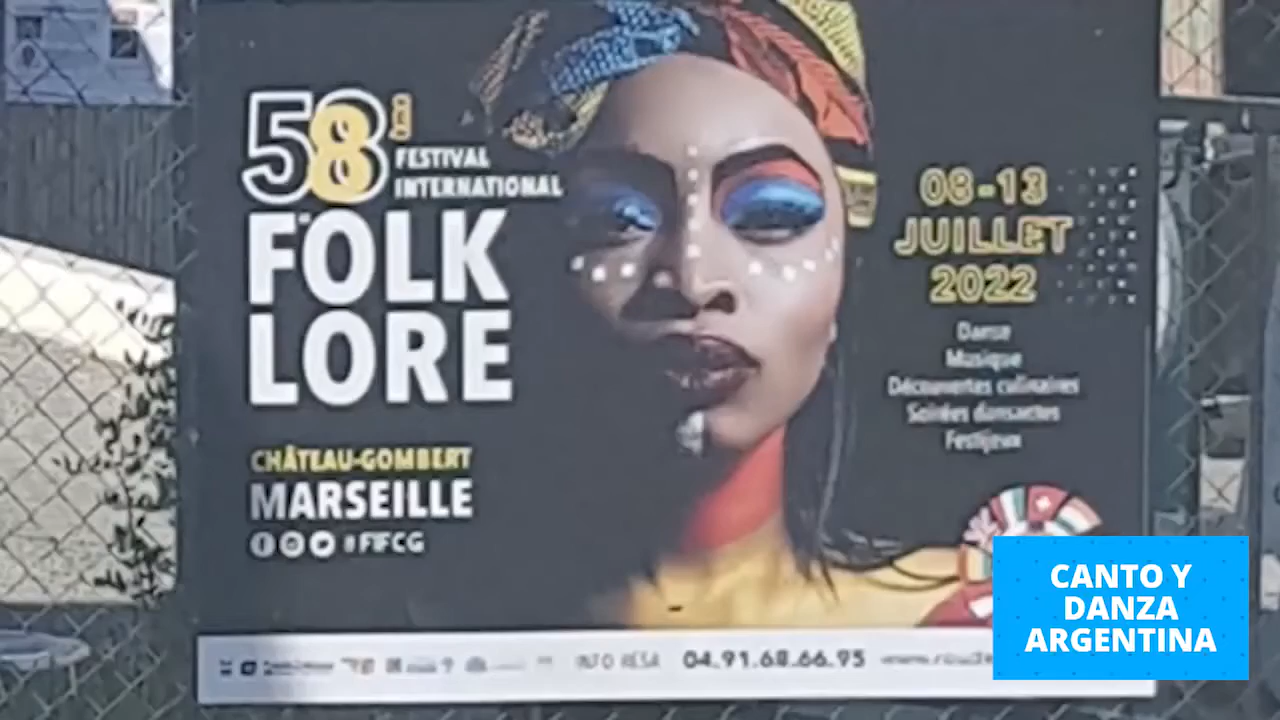 58
ème
FESTIVAL
INTERNATIONAL
FOLK
LORE
CHÂTEAU-GOMBERT
MARSEILLE
#FIFCG
08-13
JUILLET
2022
Danse
Musique
Découvertes culinaires
Soirées dansantes
Festijeux
INFO RESA 04.91.68.66.95
CANTO Y
DANZA
ARGENTINA